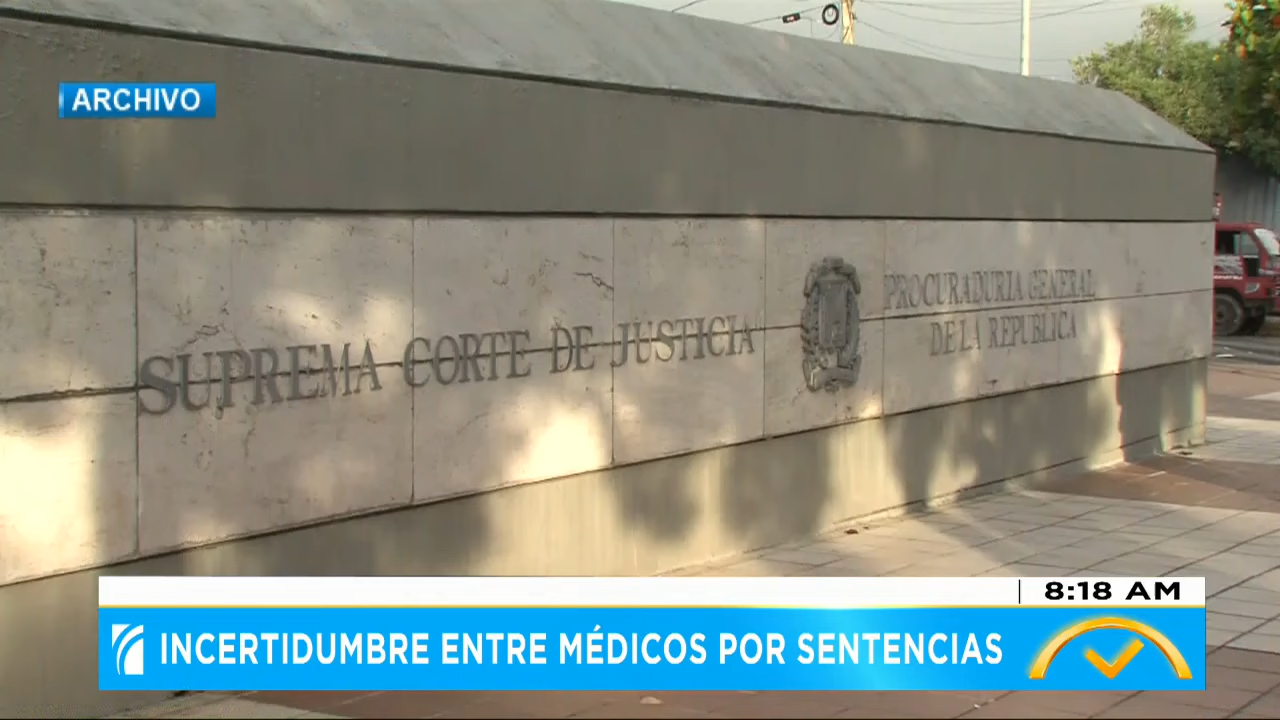 ARCHIVO
SUPREMA CORTE DE JUSTICIA
PROCURADURIA GENERAL
DE LA REPUBLICA
8:18 AM
INCERTIDUMBRE ENTRE MÉDICOS POR SENTENCIAS